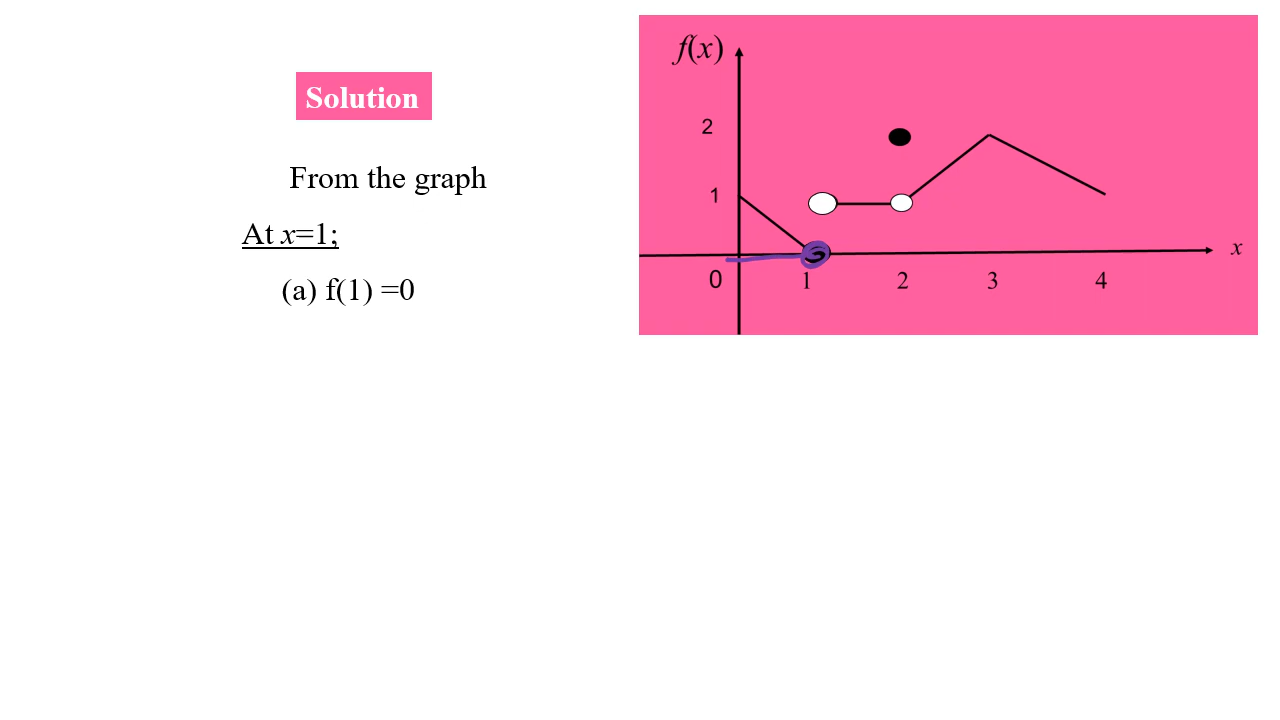 Solution
From the graph
At x=1;
(a) f(1) =0
f(x)
2
1
x
0 1 2 3 4